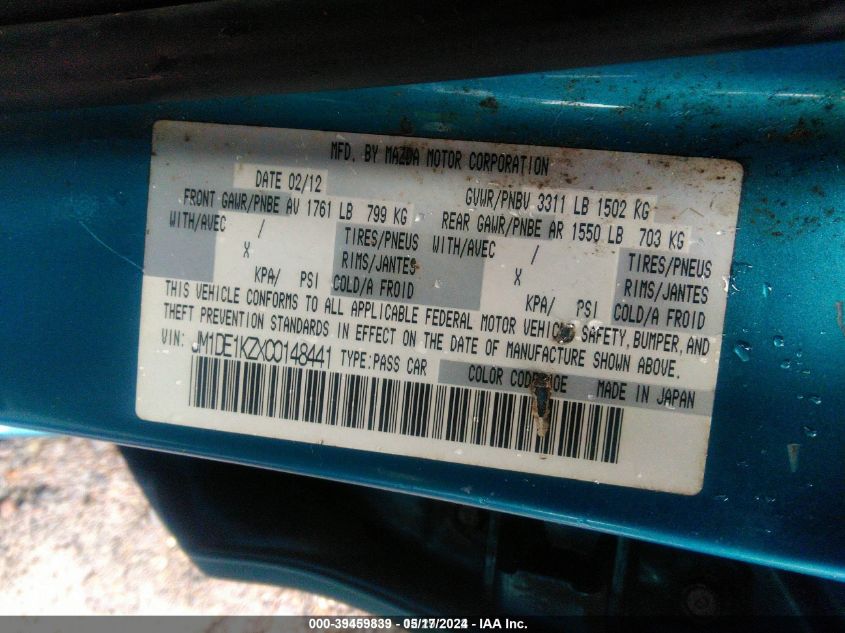 MFD. BY MAZDA MOTOR CORPORATION
DATE 02/12 GVWR/PNBV 3311 LB 1502 KG
FRONT GAWR/PNBE AV 1761 LB 799 KG REAR GAWR/PNBE AR 1550 LB 703 KG
WITH/AVEC / TIRES/PNEUS WITH/AVEC / TIRES/PNEUS
X RIMS/JANTES X RIMS/JANTES
KPA/ PSI COLD/A FROID KPA/ PSI COLD/A FROID
THIS VEHICLE CONFORMS TO ALL APPLICABLE FEDERAL MOTOR VEHICLE SAFETY, BUMPER, AND
THEFT PREVENTION STANDARDS IN EFFECT ON THE DATE OF MANUFACTURE SHOWN ABOVE.
VIN: JM1DE1KZXC0148441 TYPE:PASS CAR COLOR CODE MADE IN JAPAN
000-39459839 - IAA Inc.